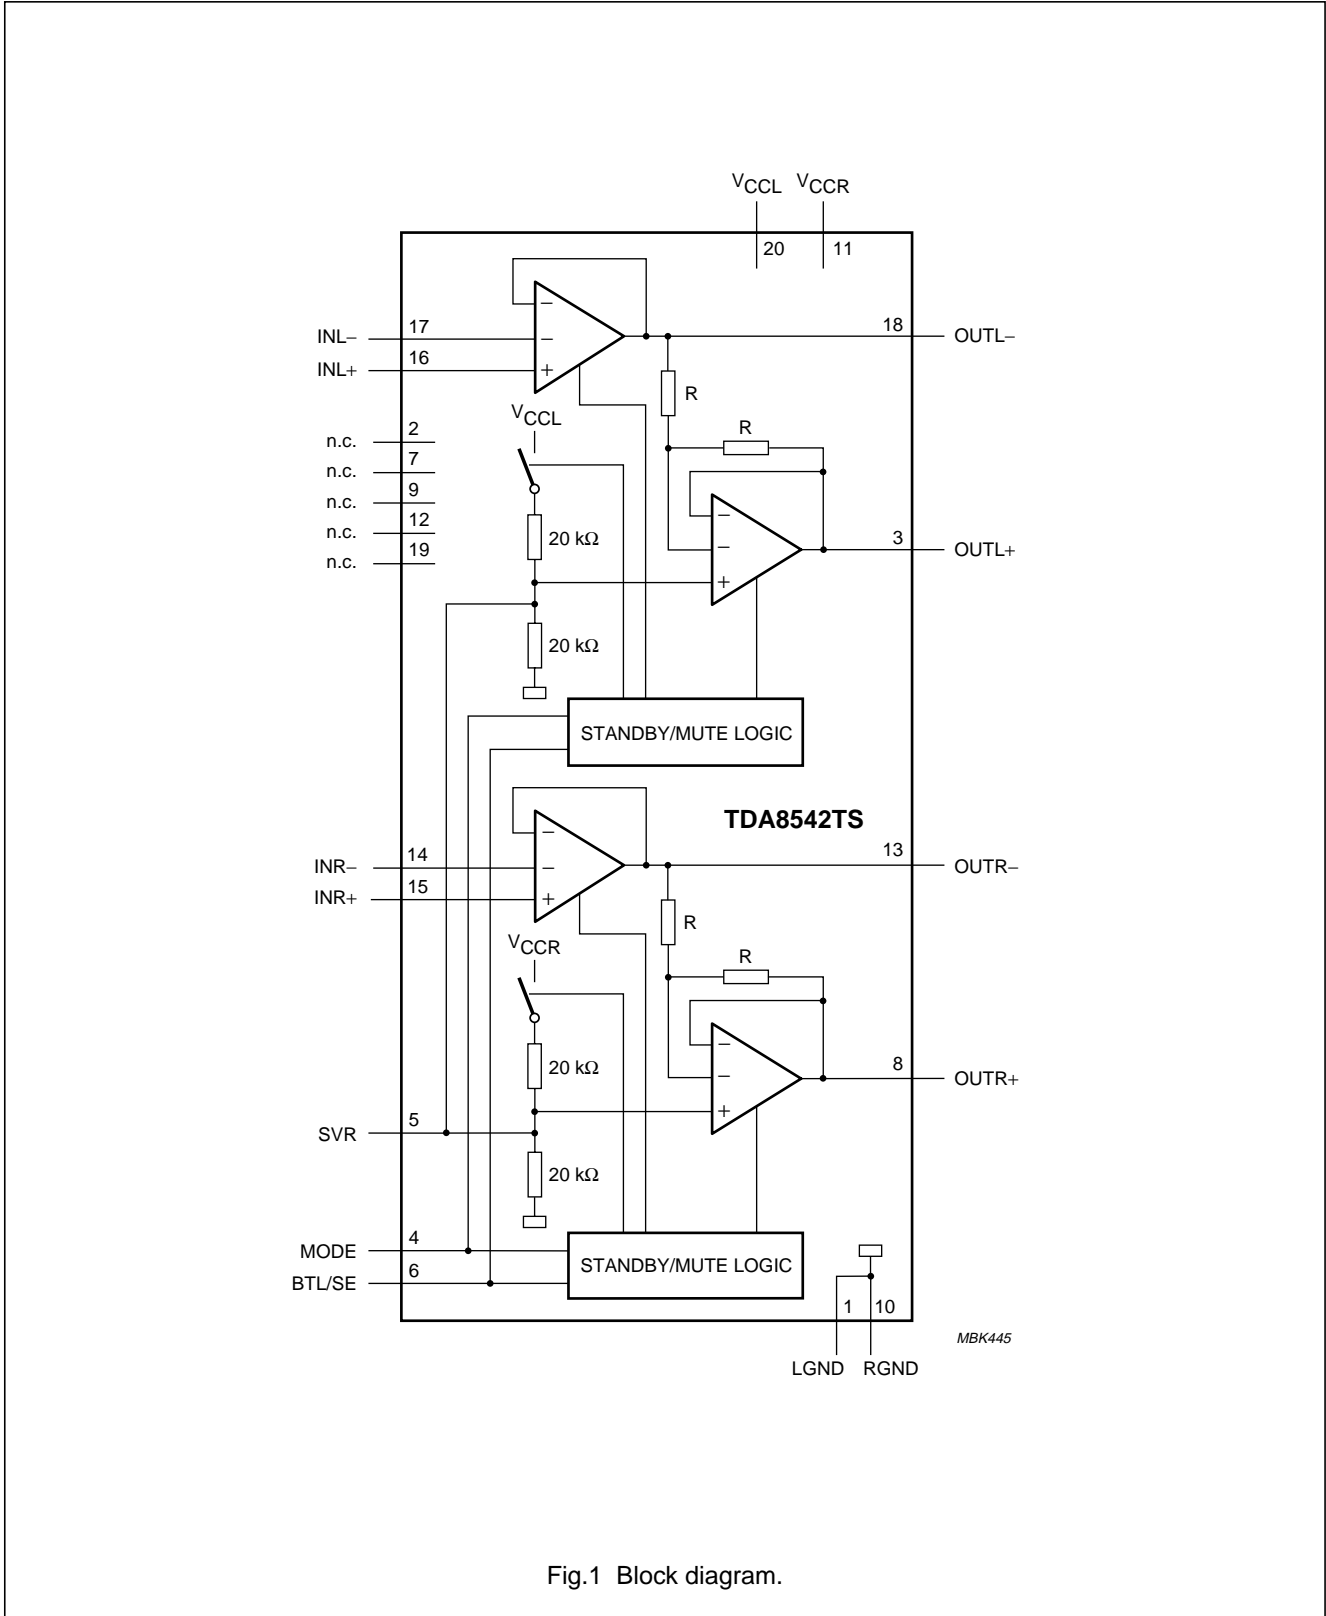 VCCL VCCR
20 11
INL− 17 − − 18 OUTL−
INL+ 16 +
R
VCCL
R
n.c. 2
n.c. 7
n.c. 9
n.c. 12
n.c. 19
−
20 kΩ − 3 OUTL+
+
20 kΩ
STANDBY/MUTE LOGIC
TDA8542TS
−
INR− 14 − 13 OUTR−
INR+ 15 +
R
VCCR
R
−
20 kΩ − 8 OUTR+
+
SVR 5
20 kΩ
MODE 4
STANDBY/MUTE LOGIC
BTL/SE 6
1 10
LGND RGND
MBK445
Fig.1 Block diagram.